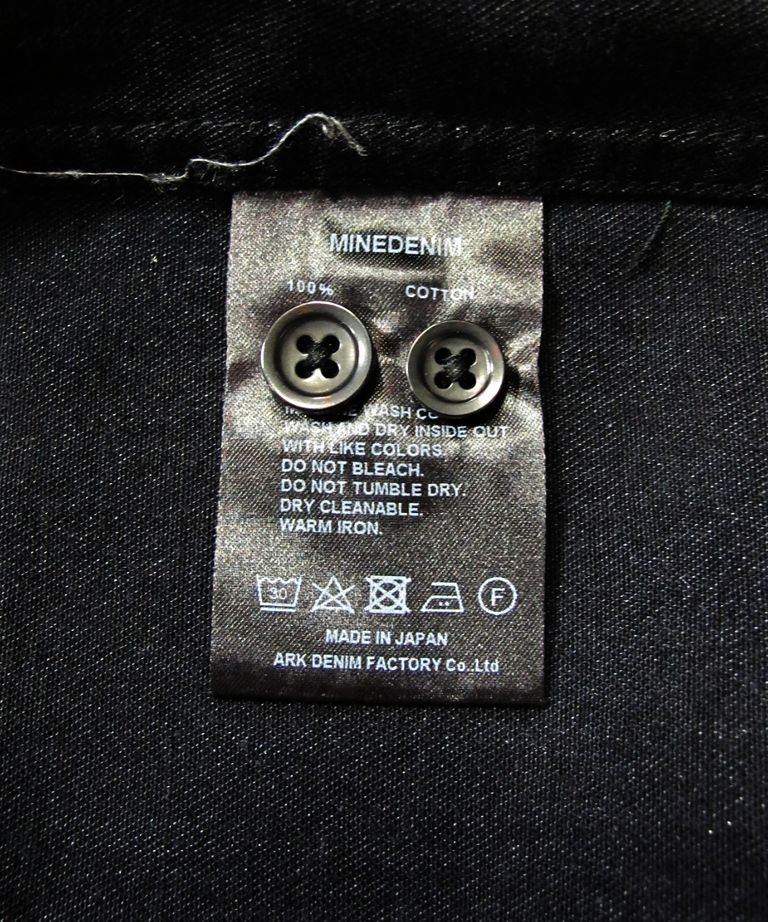 MINEDENIM
100% COTTON
WASH
WASH AND DRY INSIDE OUT
WITH LIKE COLORS.
DO NOT BLEACH.
DO NOT TUMBLE DRY.
DRY CLEANABLE.
WARM IRON.
30 F
MADE IN JAPAN
ARK DENIM FACTORY Co.,Ltd